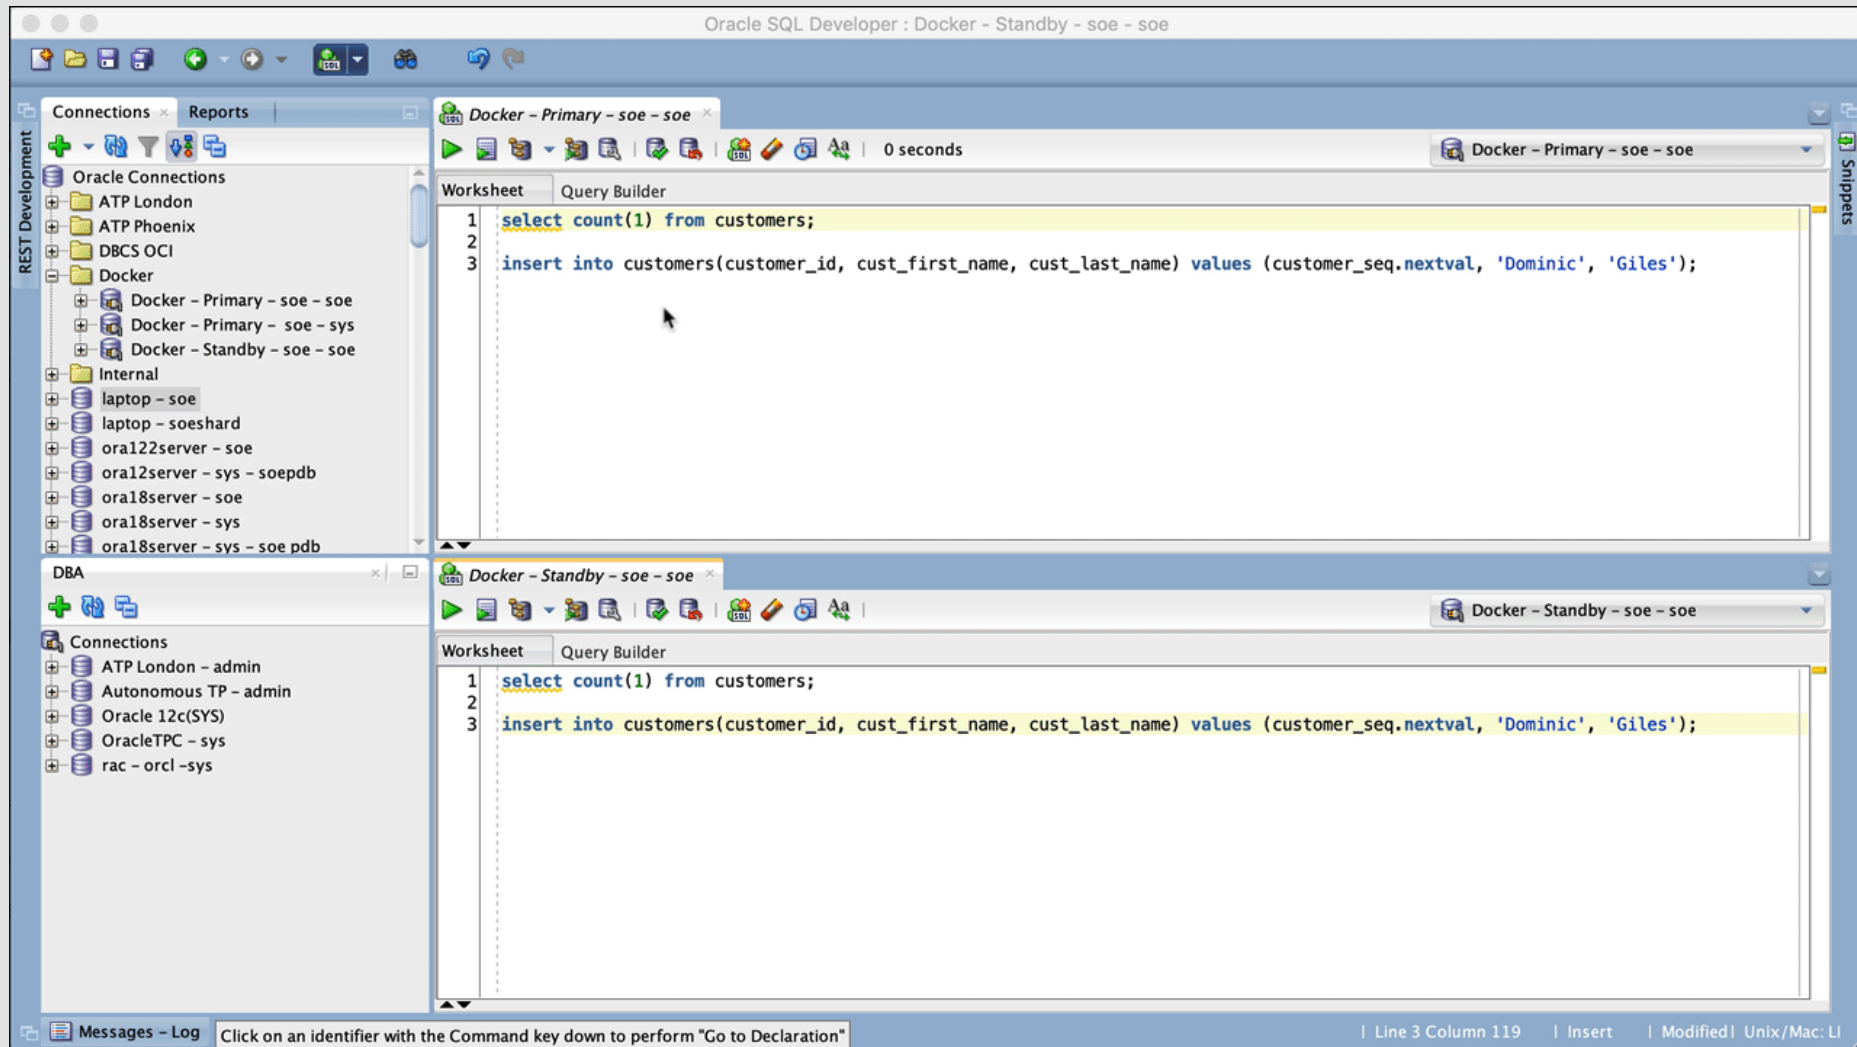 Oracle SQL Developer : Docker - Standby - soe - soe
SQL
REST Development
Connections
Reports
Oracle Connections
ATP London
ATP Phoenix
DBCS OCI
Docker
Docker - Primary - soe - soe
Docker - Primary - soe - sys
Docker - Standby - soe - soe
Internal
laptop - soe
laptop - soeshard
ora122server - soe
ora12server - sys - soepdb
ora18server - soe
ora18server - sys
ora18server - sys - soe pdb
DBA
Connections
ATP London - admin
Autonomous TP - admin
Oracle 12c(SYS)
OracleTPC - sys
rac - orcl -sys
Docker - Primary - soe - soe
0 seconds
Docker - Primary - soe - soe
Worksheet Query Builder
1 select count(1) from customers;
2
3 insert into customers(customer_id, cust_first_name, cust_last_name) values (customer_seq.nextval, 'Dominic', 'Giles');
Docker - Standby - soe - soe
Docker - Standby - soe - soe
Worksheet Query Builder
1 select count(1) from customers;
2
3 insert into customers(customer_id, cust_first_name, cust_last_name) values (customer_seq.nextval, 'Dominic', 'Giles');
Snippets
Messages - Log
Click on an identifier with the Command key down to perform "Go to Declaration"
| Line 3 Column 119 | Insert | Modified| Unix/Mac: LI